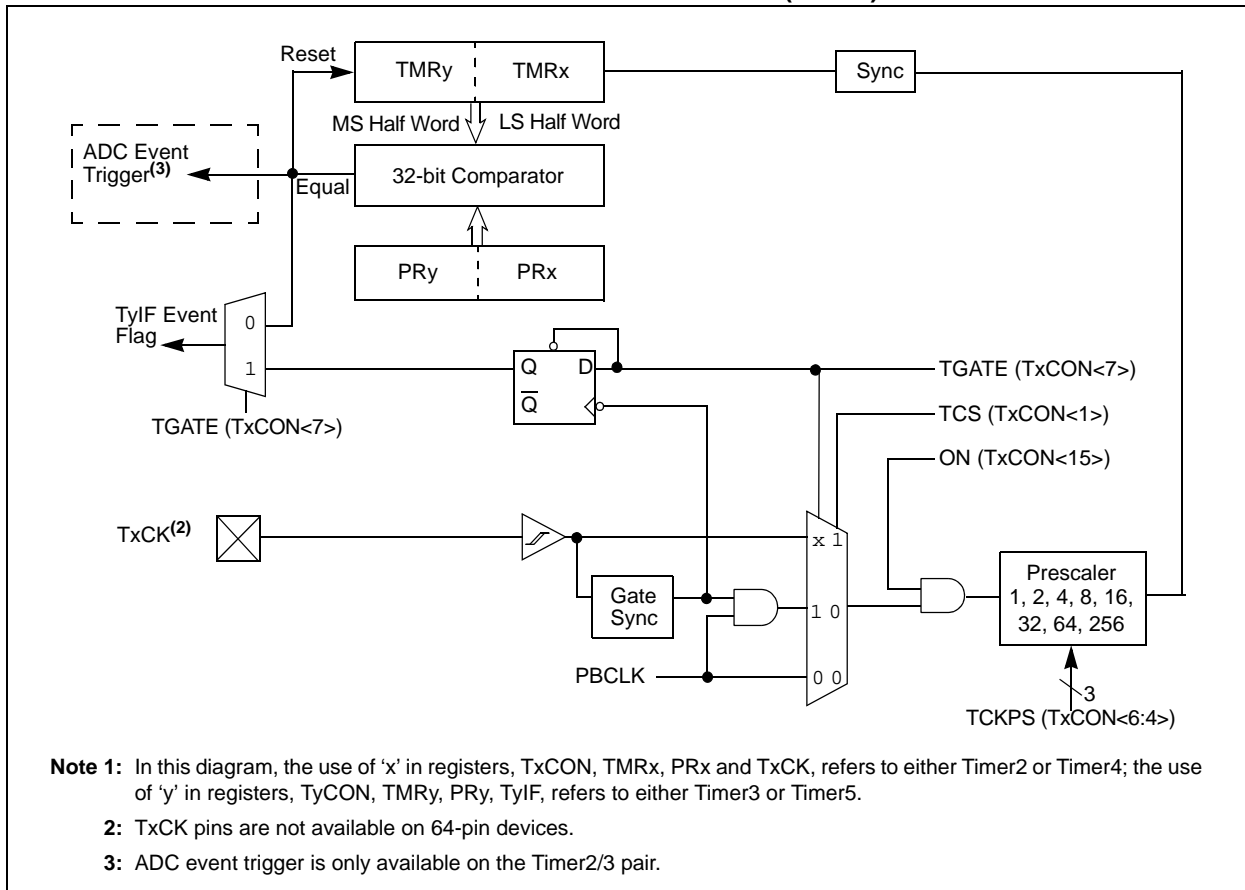 Reset
TMRy TMRx
Sync
MS Half Word LS Half Word
ADC Event
Trigger(3)
Equal
32-bit Comparator
PRy PRx
TyIF Event
Flag
0
1
Q D
Q
TGATE (TxCON<7>)
TGATE (TxCON<7>)
TCS (TxCON<1>)
ON (TxCON<15>)
TxCK(2)
x 1
Gate
Sync
1 0
Prescaler
1, 2, 4, 8, 16,
32, 64, 256
PBCLK
0 0
3
TCKPS (TxCON<6:4>)
Note 1: In this diagram, the use of ‘x’ in registers, TxCON, TMRx, PRx and TxCK, refers to either Timer2 or Timer4; the use
of ‘y’ in registers, TyCON, TMRy, PRy, TyIF, refers to either Timer3 or Timer5.
2: TxCK pins are not available on 64-pin devices.
3: ADC event trigger is only available on the Timer2/3 pair.